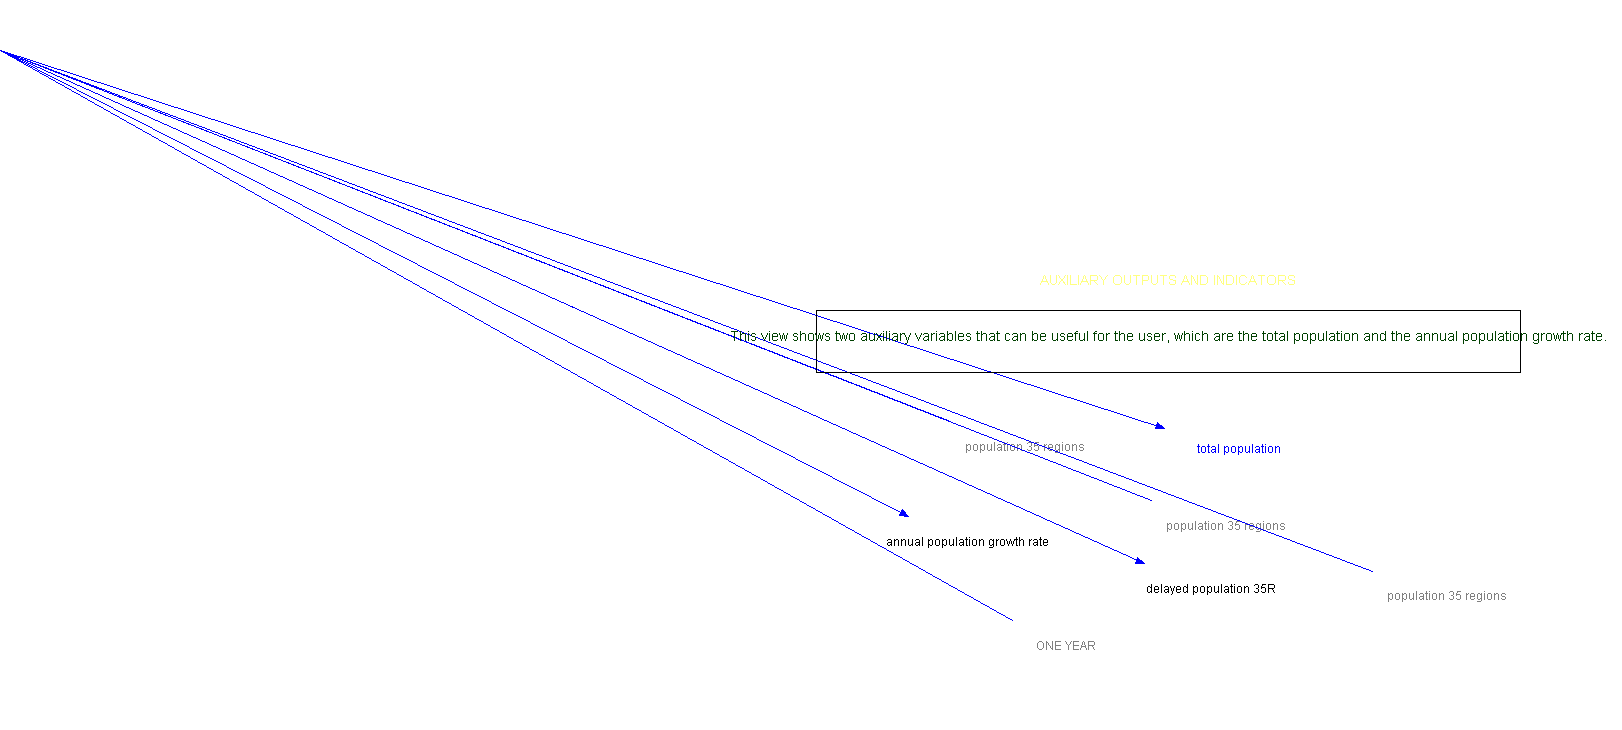 AUXILIARY OUTPUTS AND INDICATORS
This view shows two auxiliary variables that can be useful for the user, which are the total population and the annual population growth rate.
population 35 regions
total population
population 35 regions
annual population growth rate
delayed population 35R
population 35 regions
ONE YEAR